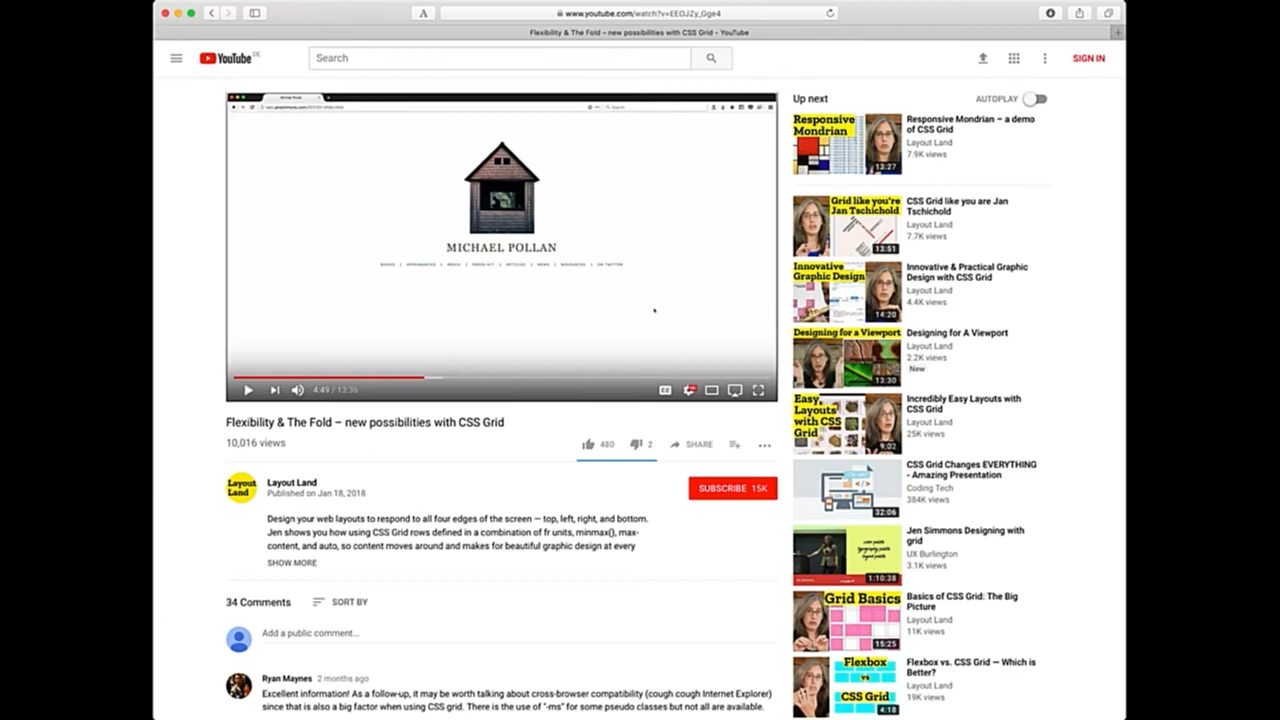 A
www.youtube.com/watch?v=EEOJZy_Gge4
Flexibility & The Fold – new possibilities with CSS Grid - YouTube
YouTube DE
Search
SIGN IN
MICHAEL POLLAN
BOOKS | APPEARANCES | MEDIA | PRESS KIT | ARTICLES | NEWS | RESOURCES | ON TWITTER
4:49 / 13:36
CC
Flexibility & The Fold – new possibilities with CSS Grid
10,016 views
480
2
SHARE
Layout Land
Layout Land
Published on Jan 18, 2018
SUBSCRIBE 15K
Design your web layouts to respond to all four edges of the screen — top, left, right, and bottom.
Jen shows you how using CSS Grid rows defined in a combination of fr units, minmax(), max-
content, and auto, so content moves around and makes for beautiful graphic design at every
SHOW MORE
34 Comments
SORT BY
Add a public comment...
Ryan Maynes 2 months ago
Excellent information! As a follow-up, it may be worth talking about cross-browser compatibility (cough cough Internet Explorer)
since that is also a big factor when using CSS grid. There is the use of "-ms" for some pseudo classes but not all are available.
Up next
AUTOPLAY
Responsive
Mondrian
13:27
Responsive Mondrian – a demo
of CSS Grid
Layout Land
7.9K views
Grid like you're
Jan Tschichold
13:51
CSS Grid like you are Jan
Tschichold
Layout Land
7.7K views
Innovative
Graphic Design
14:20
Innovative & Practical Graphic
Design with CSS Grid
Layout Land
4.4K views
Designing for a Viewport
13:30
Designing for A Viewport
Layout Land
2.2K views
New
Easy
Layouts
with CSS
Grid
9:02
Incredibly Easy Layouts with
CSS Grid
Layout Land
25K views
32:06
CSS Grid Changes EVERYTHING
- Amazing Presentation
Coding Tech
384K views
1:10:38
Jen Simmons Designing with
grid
UX Burlington
3.1K views
Grid Basics
15:25
Basics of CSS Grid: The Big
Picture
Layout Land
11K views
Flexbox
vs
CSS Grid
4:18
Flexbox vs. CSS Grid — Which is
Better?
Layout Land
19K views